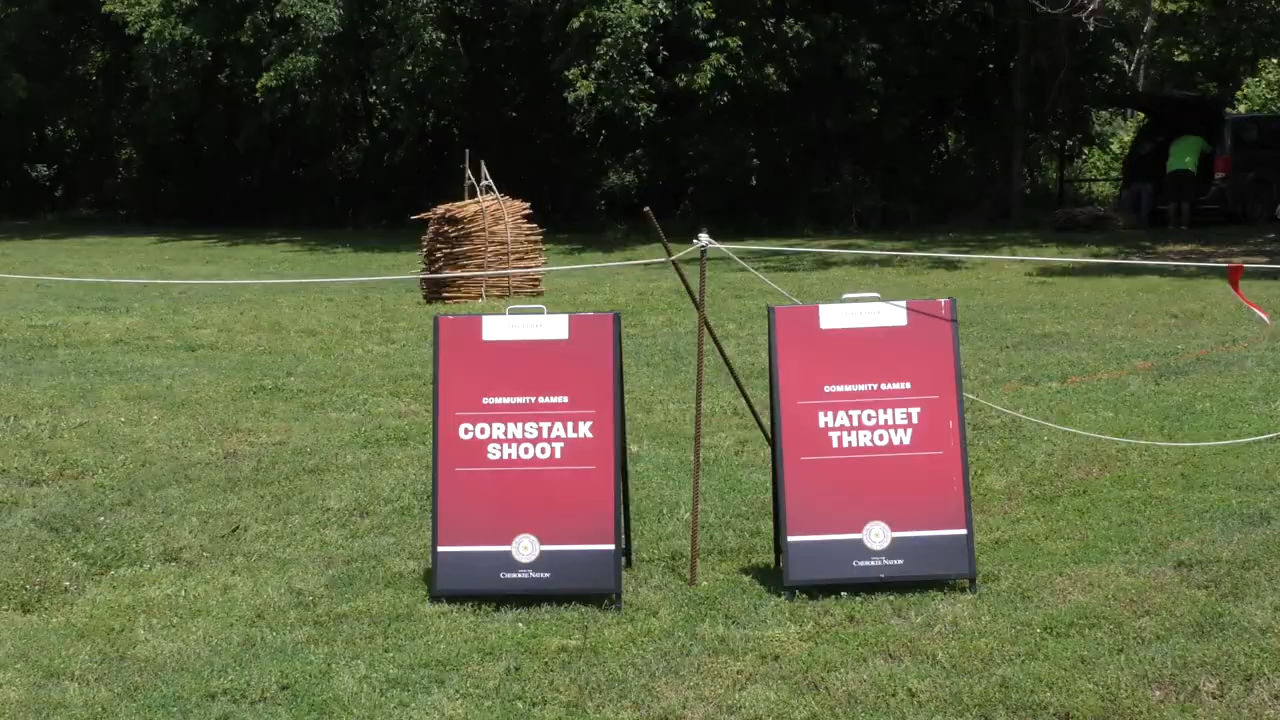 COMMUNITY GAMES
CORNSTALK
SHOOT
CHEROKEE NATION
COMMUNITY GAMES
HATCHET
THROW
CHEROKEE NATION